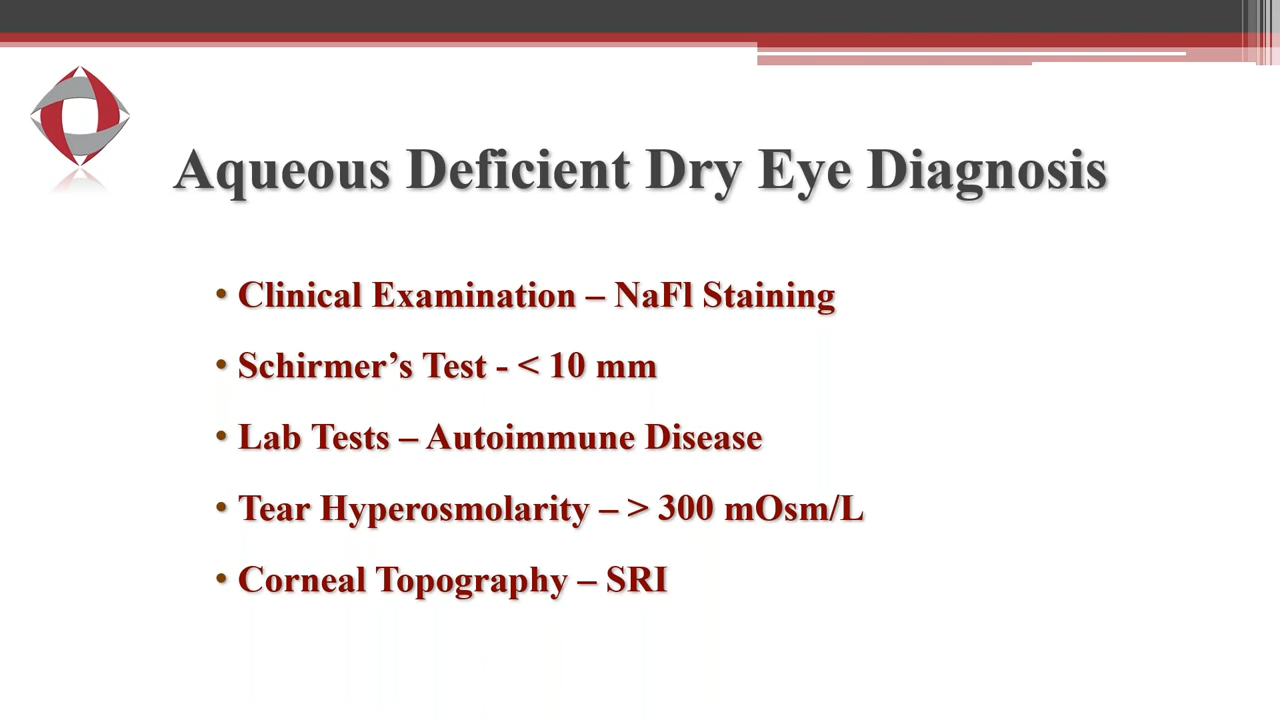 Aqueous Deficient Dry Eye Diagnosis
• Clinical Examination – NaFl Staining
• Schirmer’s Test - < 10 mm
• Lab Tests – Autoimmune Disease
• Tear Hyperosmolarity – > 300 mOsm/L
• Corneal Topography – SRI